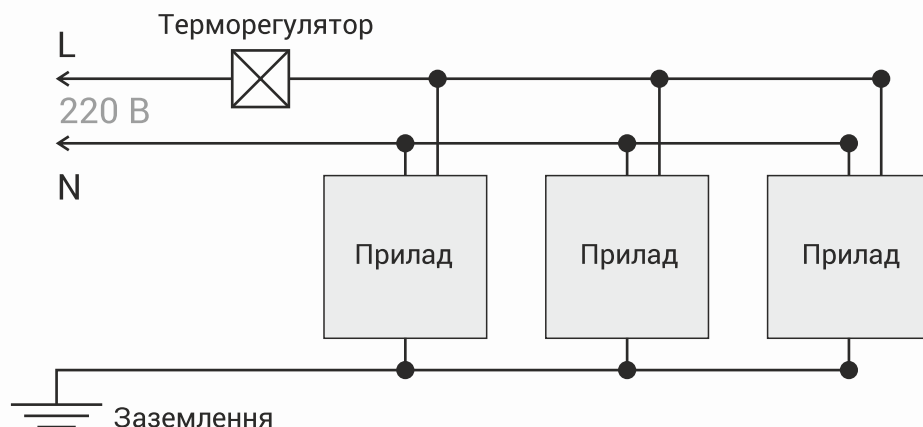 Терморегулятор
L
220 В
N
Прилад
Прилад
Прилад
Заземлення